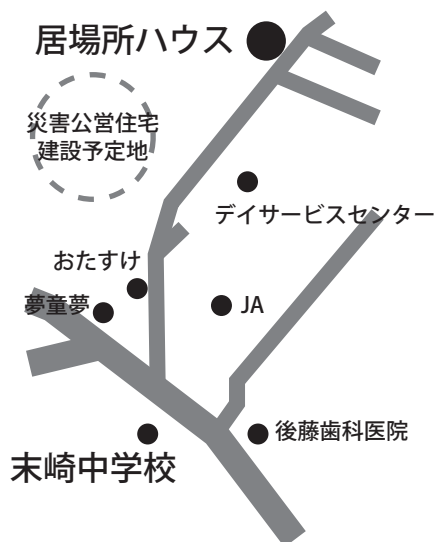 居場所ハウス
災害公営住宅
建設予定地
デイサービスセンター
おたすけ
夢童夢
JA
後藤歯科医院
末崎中学校